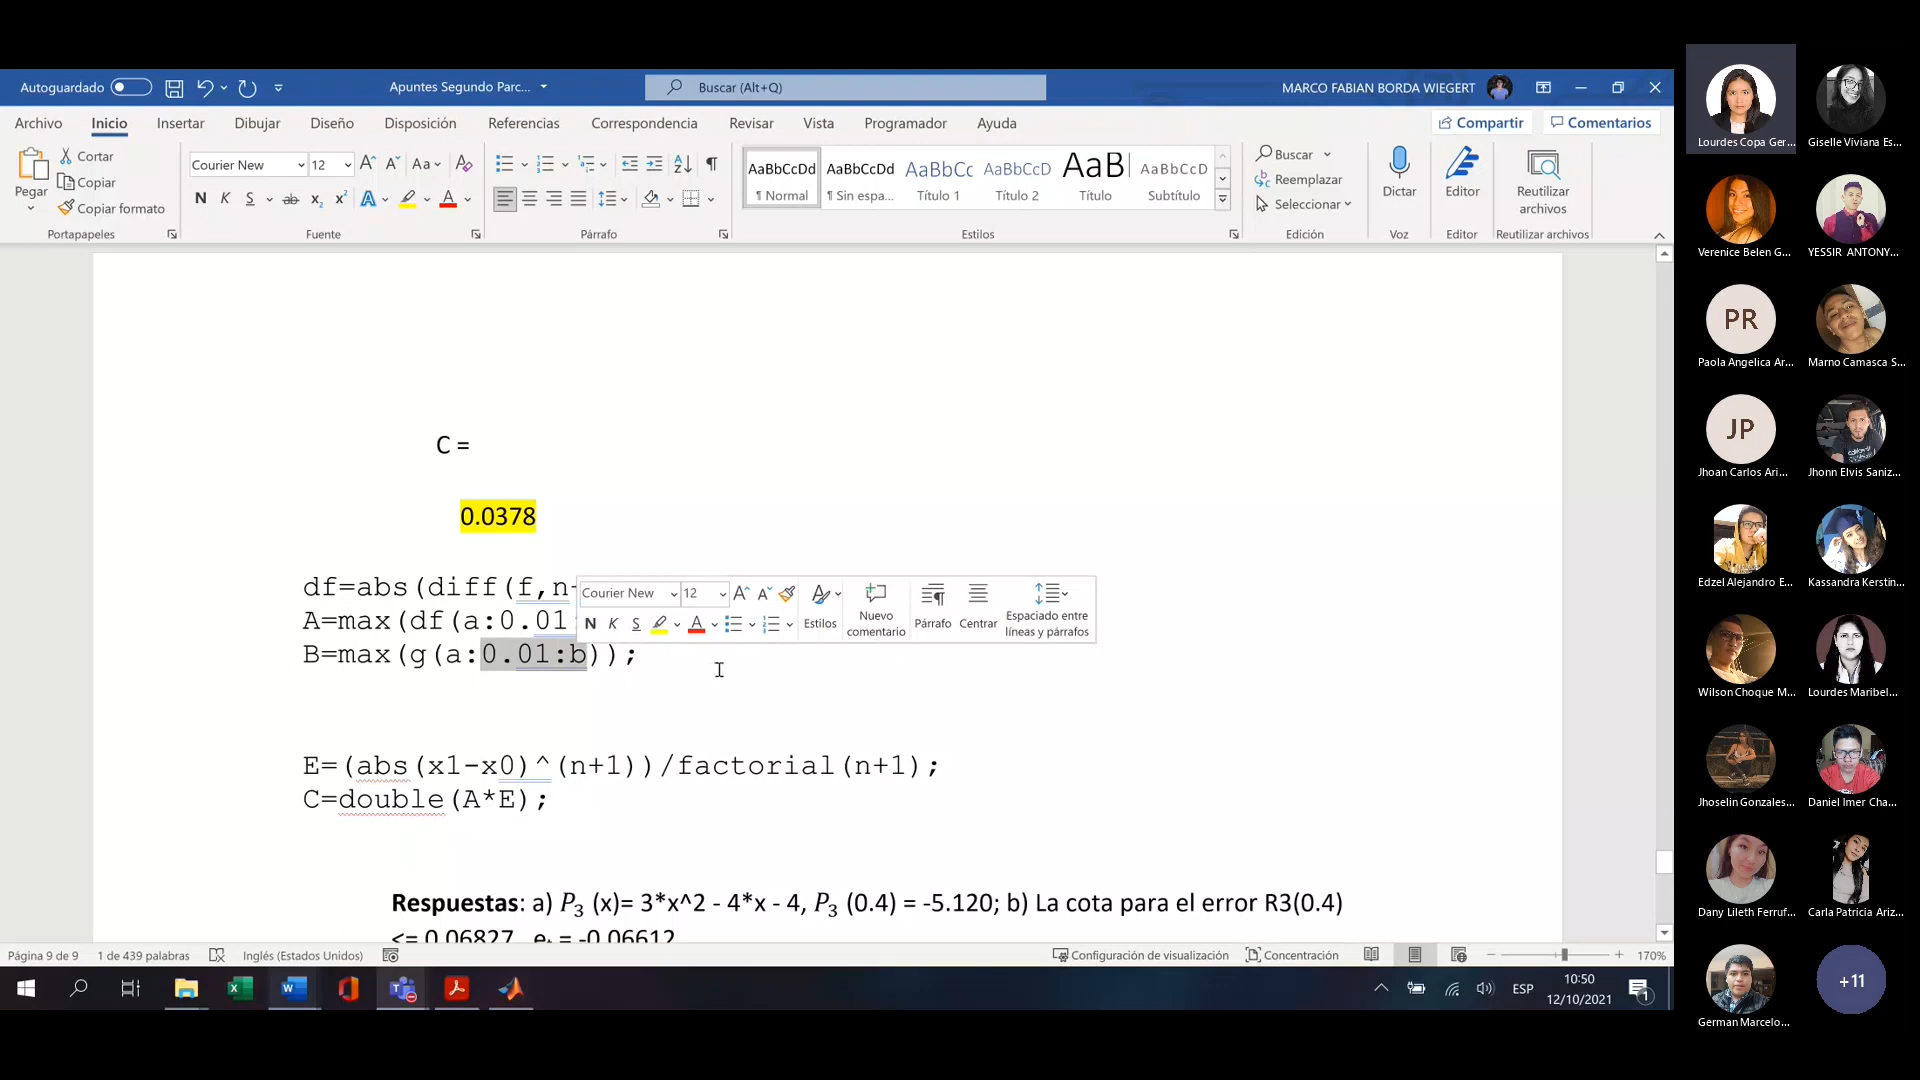 Autoguardado
Apuntes Segundo Parc...
Buscar (Alt+Q)
MARCO FABIAN BORDA WIEGERT
Archivo
Inicio
Insertar
Dibujar
Diseño
Disposición
Referencias
Correspondencia
Revisar
Vista
Programador
Ayuda
Compartir
Comentarios
Pegar
Cortar
Copiar
Copiar formato
Portapapeles
Courier New
12
Aa
N K S ab x₂ x² A A
Fuente
Párrafo
AaBbCcDd
¶ Normal
AaBbCcDd
¶ Sin espa...
AaBbCc
Título 1
AaBbCcD
Título 2
AaB
Título
AaBbCcD
Subtítulo
Estilos
Buscar
Reemplazar
Seleccionar
Edición
Dictar
Voz
Editor
Editor
Reutilizar
archivos
Reutilizar archivos
C =
0.0378
df=abs(diff(f,n
A=max(df(a:0.01
B=max(g(a:0.01:b));
Courier New
12
N K S A
Estilos
Nuevo
comentario
Párrafo
Centrar
Espaciado entre
líneas y párrafos
E=(abs(x1-x0)^(n+1))/factorial(n+1);
C=double(A*E);
Respuestas: a) P₃ (x)= 3*x^2 - 4*x - 4, P₃ (0.4) = -5.120; b) La cota para el error R3(0.4)
<= 0.06827
= -0.06612
Página 9 de 9
1 de 439 palabras
Inglés (Estados Unidos)
Configuración de visualización
Concentración
170%
ESP
10:50
12/10/2021
1
Lourdes Copa Ger...
Giselle Viviana Es...
Verenice Belen G...
YESSIR ANTONY...
PR
Paola Angelica Ar...
Marno Camasca S...
JP
Jhoan Carlos Ari...
Jhonn Elvis Saniz...
Edzel Alejandro E...
Kassandra Kerstin...
Wilson Choque M...
Lourdes Maribel...
Jhoselin Gonzales...
Daniel Imer Cha...
Dany Lileth Ferruf...
Carla Patricia Ariz...
German Marcelo...
+11